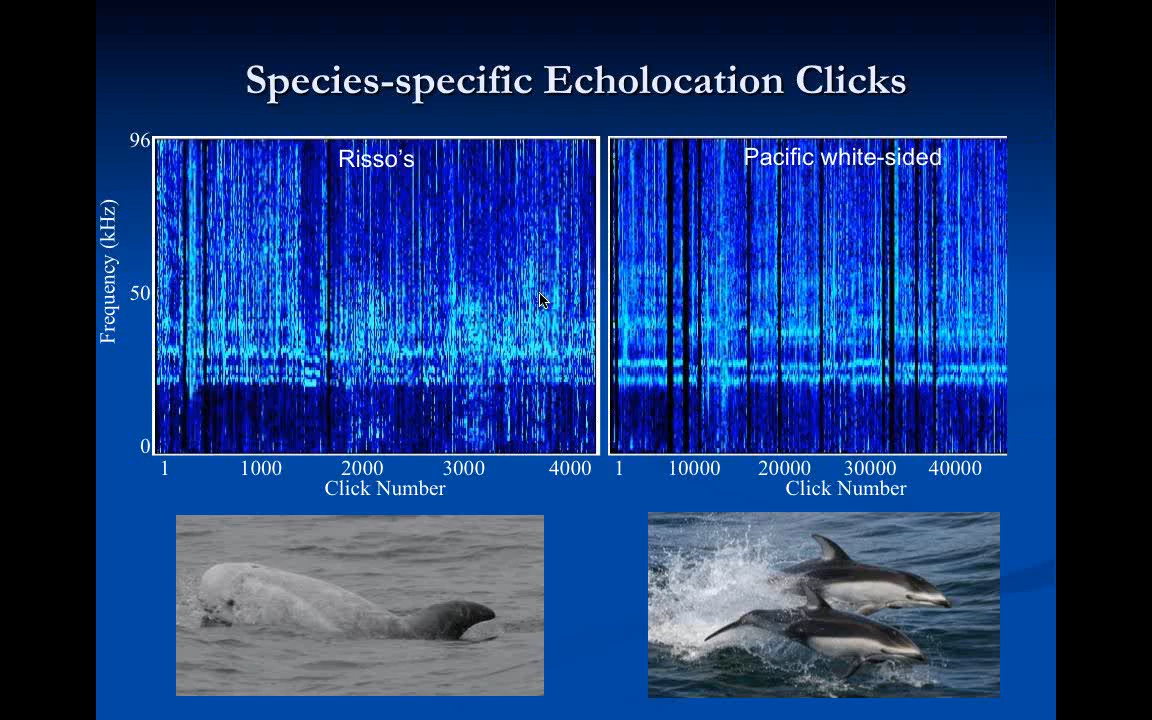 Species-specific Echolocation Clicks
96
50
0
Frequency (kHz)
Risso's
1 1000 2000 3000 4000
Click Number
Pacific white-sided
1 10000 20000 30000 40000
Click Number